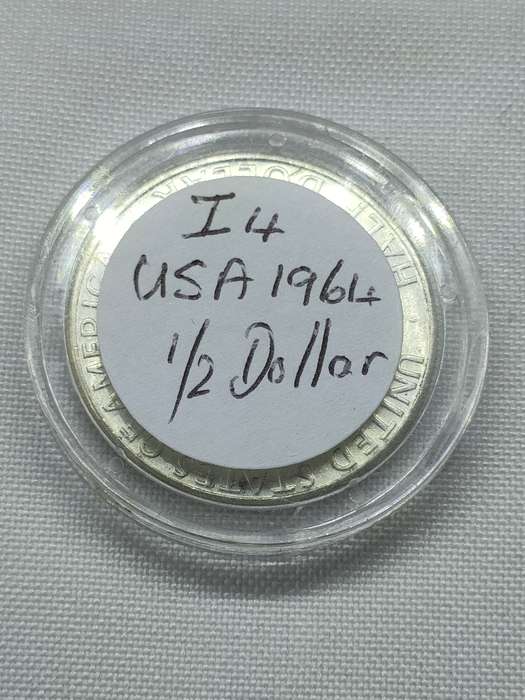 I4
USA 1964
1/2 Dollar
UNITED STATES OF AMERICA
HALF DOLLAR